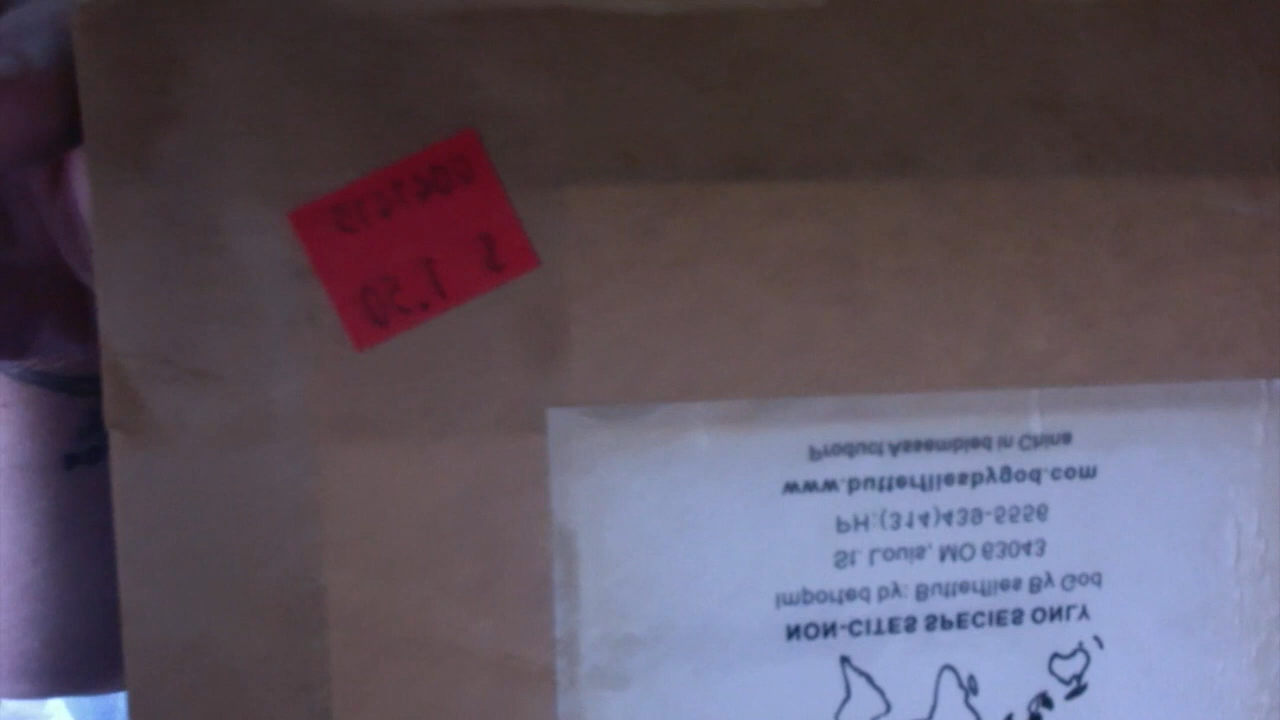 NON-CITES SPECIES ONLY
Imported by: Butterflies By God
St. Louis, MO 63043
PH:(314)439-5556
www.butterfliesbygod.com
Product Assembled in China
$ 1.50